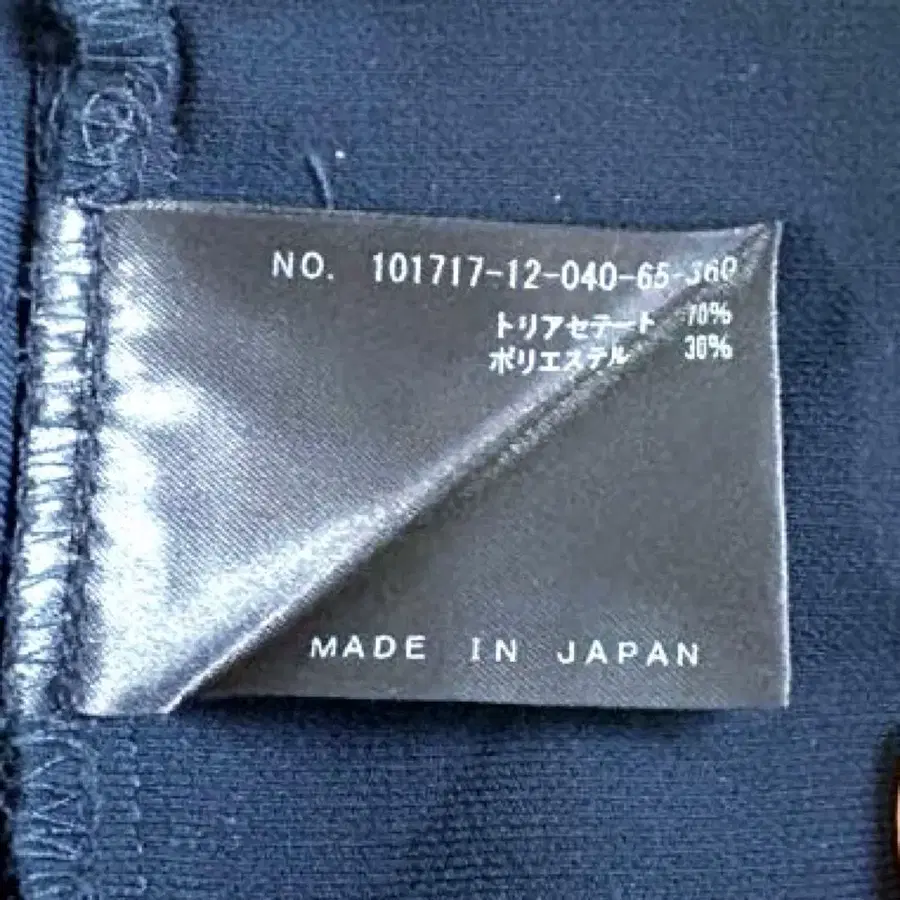 NO. 101717-12-040-65-360
トリアセテート 70%
ポリエステル 30%
MADE IN JAPAN